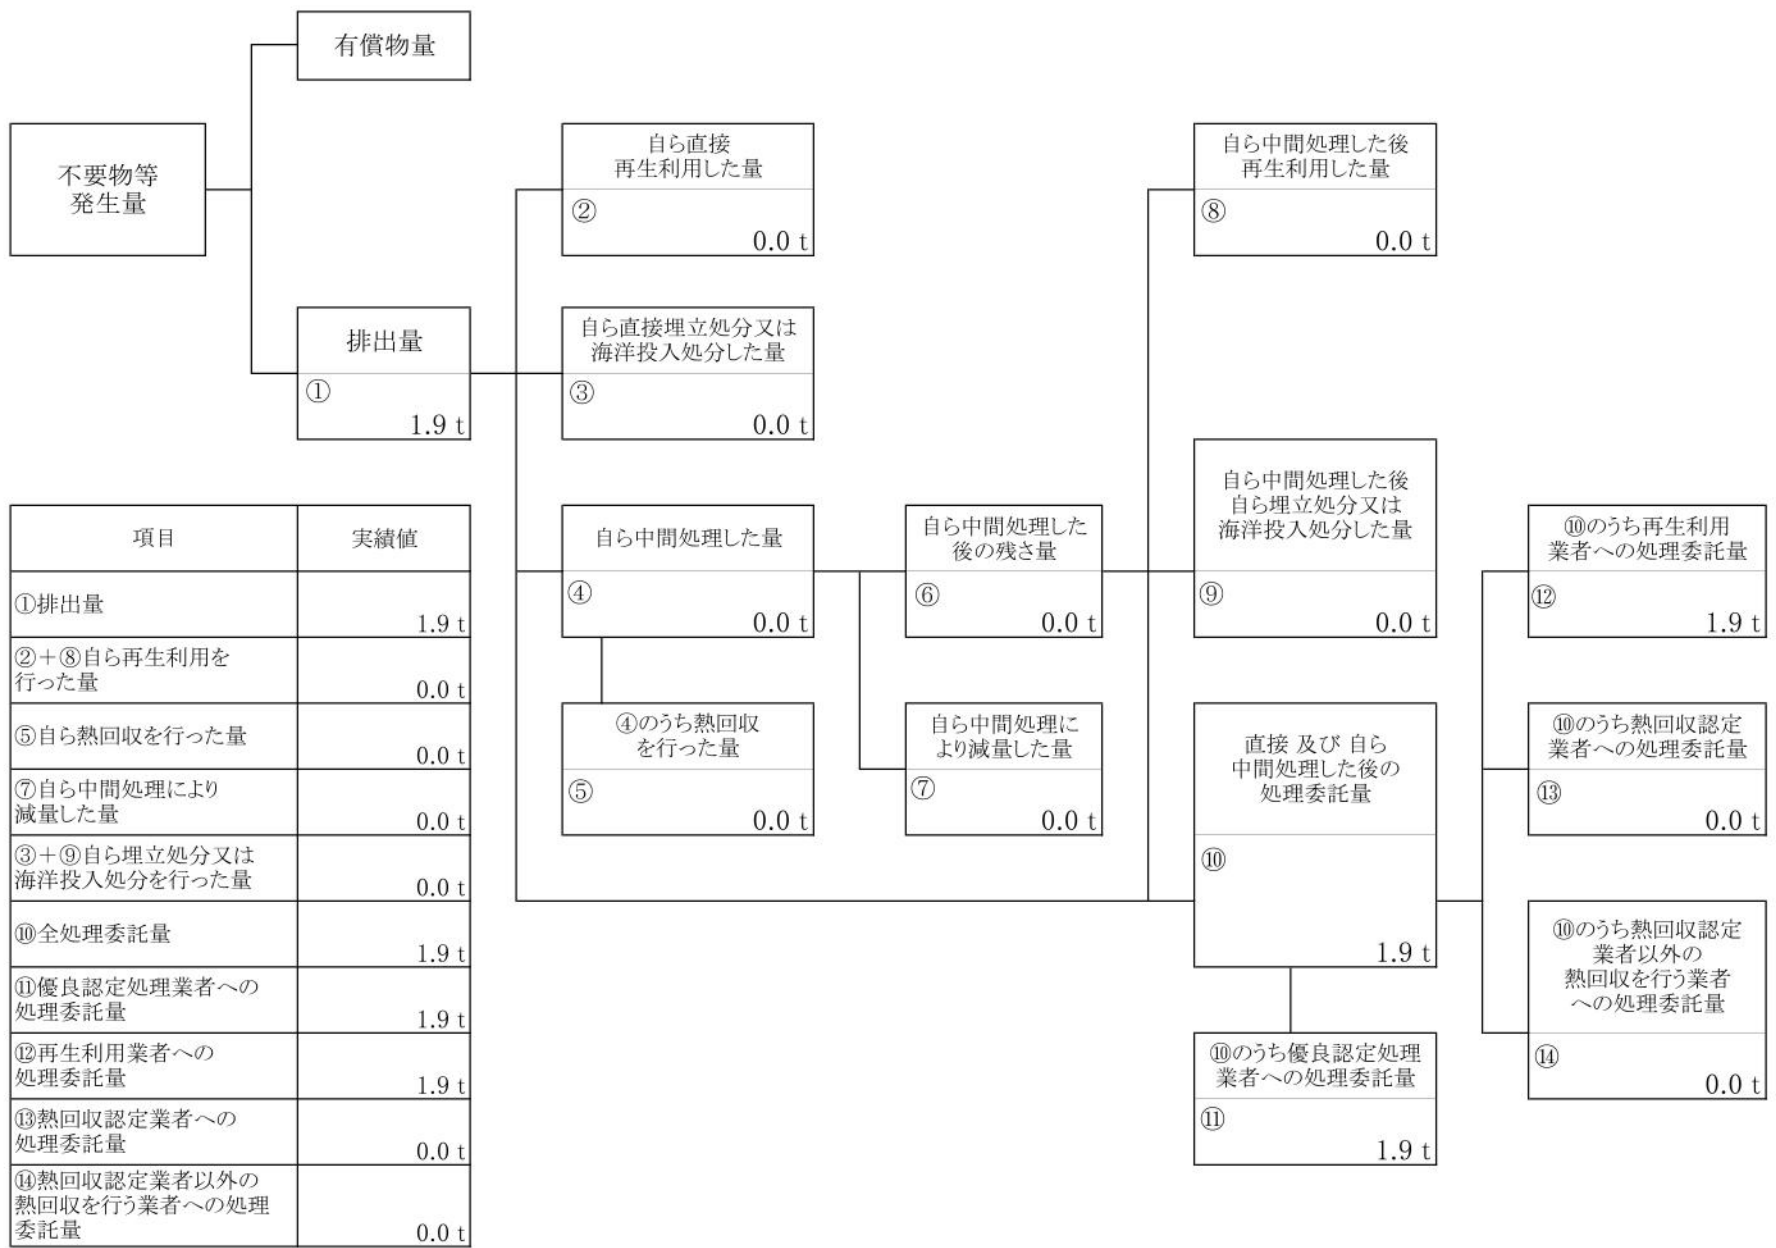 有償物量
不要物等
発生量
排出量
①
1.9 t
自ら直接
再生利用した量
②
0.0 t
自ら直接埋立処分又は
海洋投入処分した量
③
0.0 t
自ら中間処理した量
④
0.0 t
④のうち熱回収
を行った量
⑤
0.0 t
自ら中間処理した
後の残さ量
⑥
0.0 t
自ら中間処理に
より減量した量
⑦
0.0 t
自ら中間処理した後
再生利用した量
⑧
0.0 t
自ら中間処理した後
自ら埋立処分又は
海洋投入処分した量
⑨
0.0 t
直接 及び 自ら
中間処理した後の
処理委託量
⑩
1.9 t
⑩のうち優良認定処理
業者への処理委託量
⑪
1.9 t
⑩のうち再生利用
業者への処理委託量
⑫
1.9 t
⑩のうち熱回収認定
業者への処理委託量
⑬
0.0 t
⑩のうち熱回収認定
業者以外の
熱回収を行う業者
への処理委託量
⑭
0.0 t
項目 実績値
①排出量
1.9 t
②＋⑧自ら再生利用を
行った量
0.0 t
⑤自ら熱回収を行った量
0.0 t
⑦自ら中間処理により
減量した量
0.0 t
③＋⑨自ら埋立処分又は
海洋投入処分を行った量
0.0 t
⑩全処理委託量
1.9 t
⑪優良認定処理業者への
処理委託量
1.9 t
⑫再生利用業者への
処理委託量
1.9 t
⑬熱回収認定業者への
処理委託量
0.0 t
⑭熱回収認定業者以外の
熱回収を行う業者への処理
委託量
0.0 t